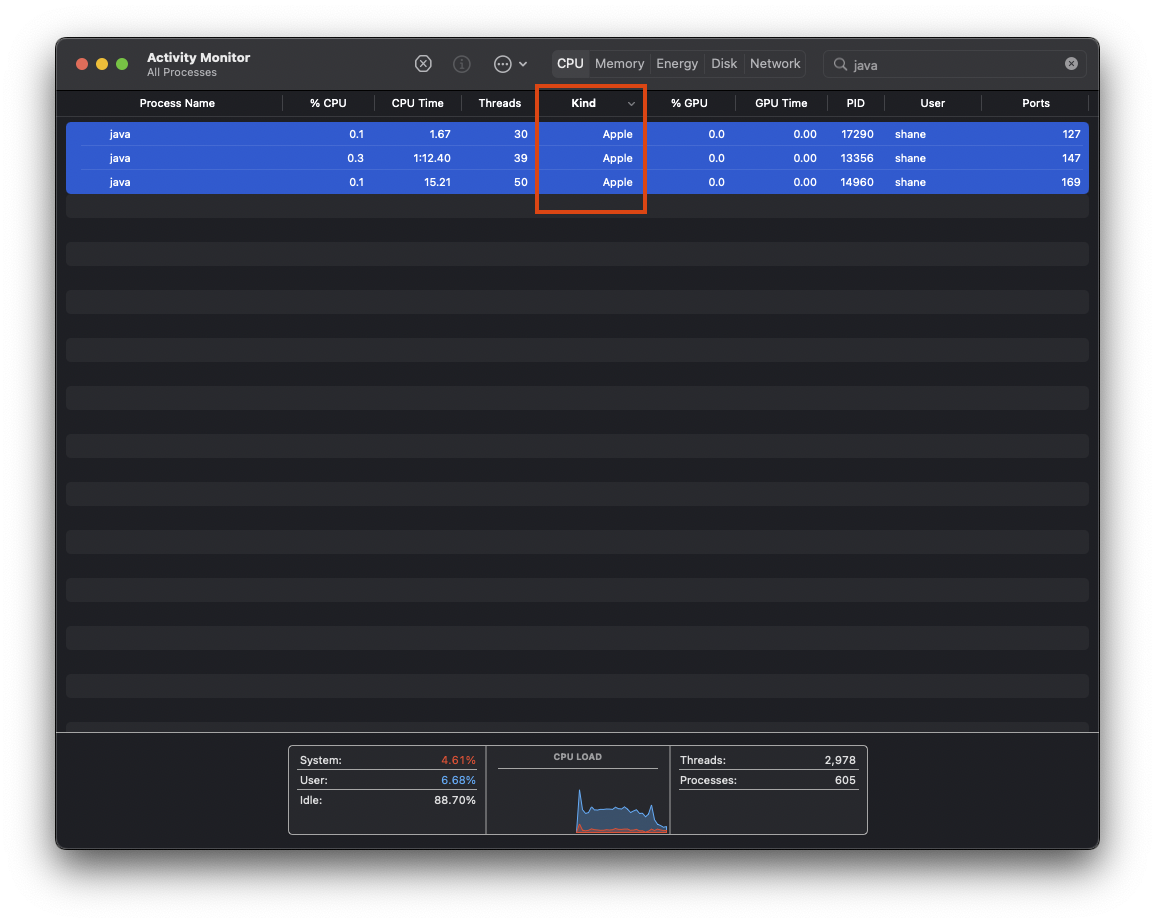 Activity Monitor
All Processes
CPU Memory Energy Disk Network
java
Process Name % CPU CPU Time Threads Kind % GPU GPU Time PID User Ports
java 0.1 1.67 30 Apple 0.0 0.00 17290 shane 127
java 0.3 1:12.40 39 Apple 0.0 0.00 13356 shane 147
java 0.1 15.21 50 Apple 0.0 0.00 14960 shane 169
System: 4.61%
User: 6.68%
Idle: 88.70%
CPU LOAD
Threads: 2,978
Processes: 605